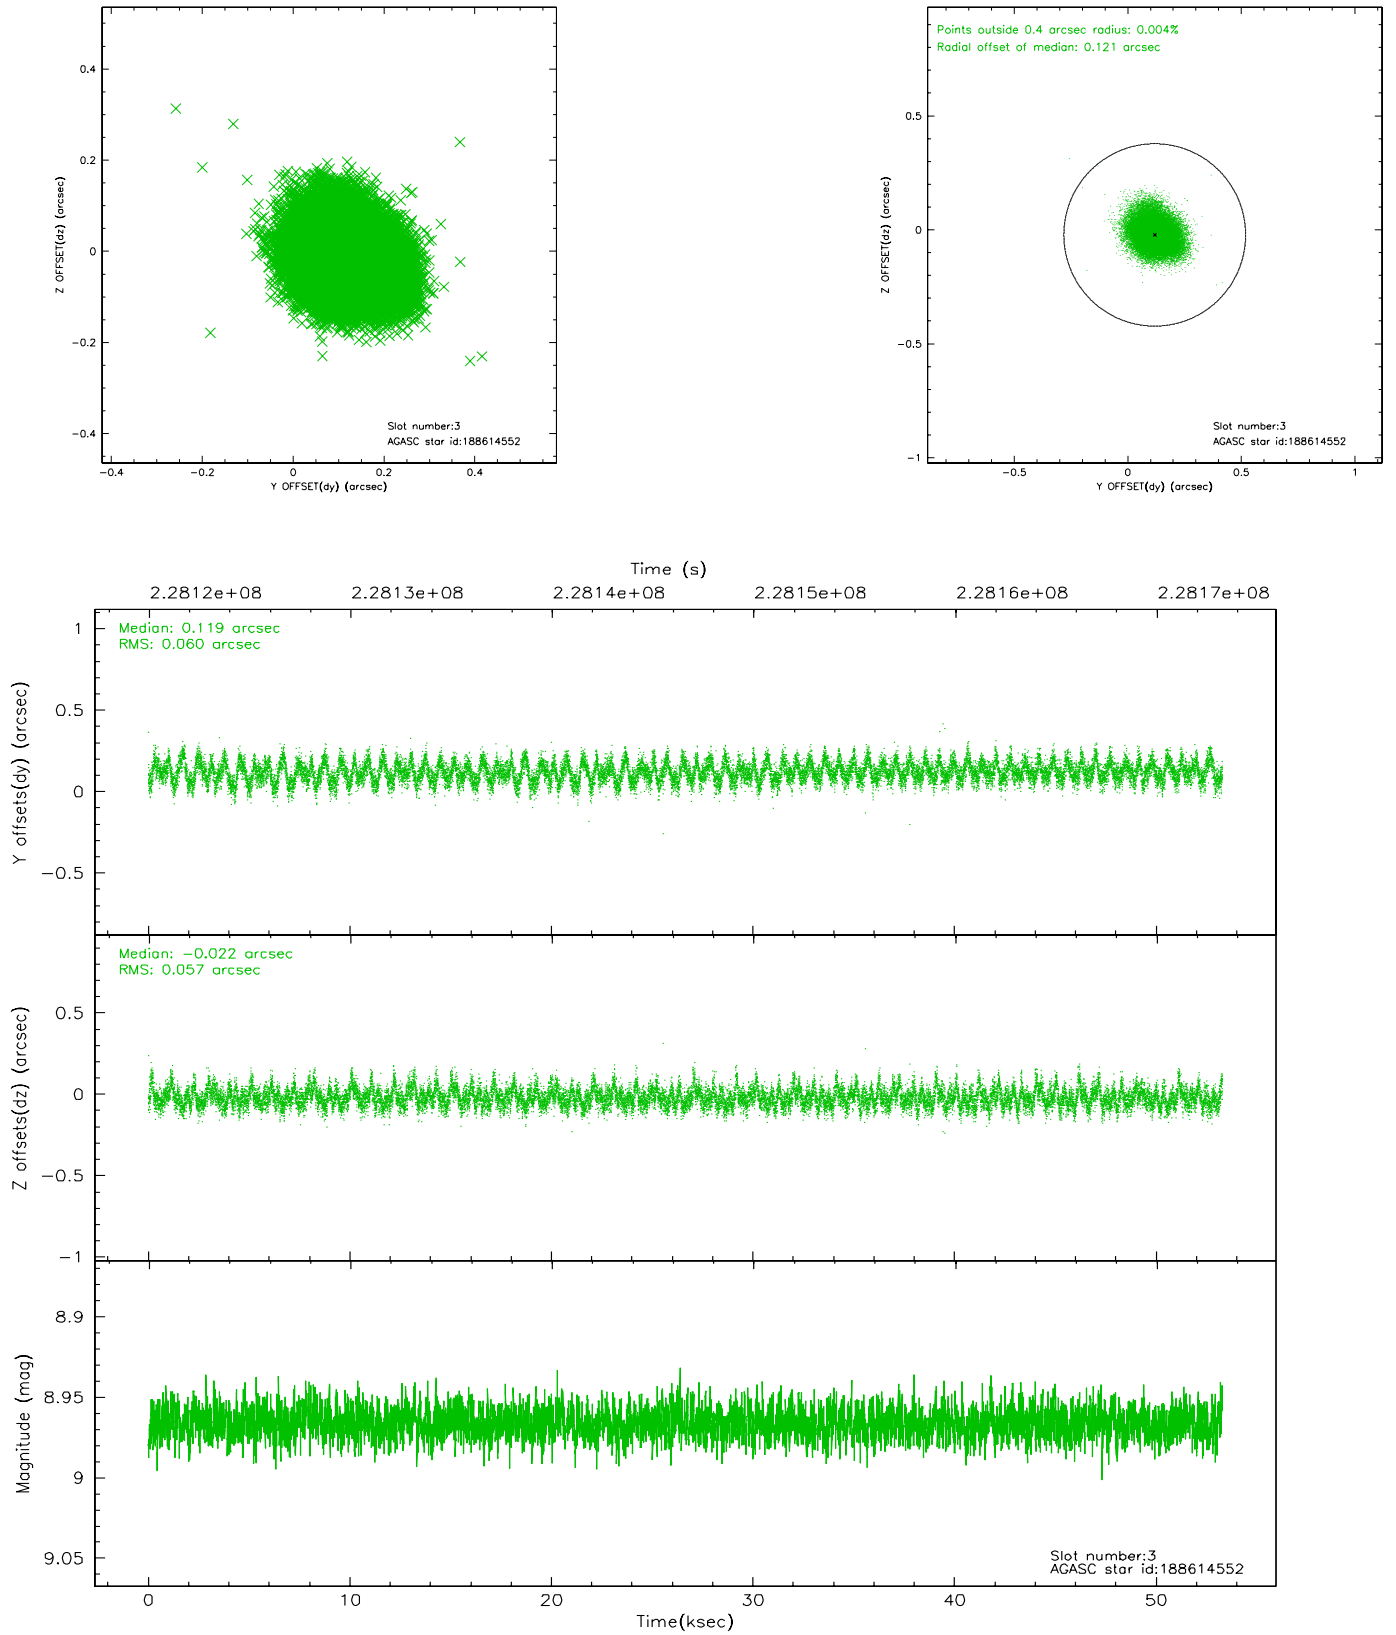 0.4
0.2
0
−0.2
−0.4
Z OFFSET(dz) (arcsec)
Slot number:3
AGASC star id:188614552
−0.4 −0.2 0 0.2 0.4
Y OFFSET(dy) (arcsec)
Points outside 0.4 arcsec radius: 0.004%
Radial offset of median: 0.121 arcsec
0.5
0
−0.5
−1
Z OFFSET(dz) (arcsec)
Slot number:3
AGASC star id:188614552
−0.5 0 0.5 1
Y OFFSET(dy) (arcsec)
Time (s)
2.2812e+08 2.2813e+08 2.2814e+08 2.2815e+08 2.2816e+08 2.2817e+08
Median: 0.119 arcsec
RMS: 0.060 arcsec
1
0.5
0
−0.5
Y offsets(dy) (arcsec)
Median: −0.022 arcsec
RMS: 0.057 arcsec
0.5
0
−0.5
−1
Z offsets(dz) (arcsec)
8.9
8.95
9
9.05
Magnitude (mag)
Slot number:3
AGASC star id:188614552
0 10 20 30 40 50
Time(ksec)